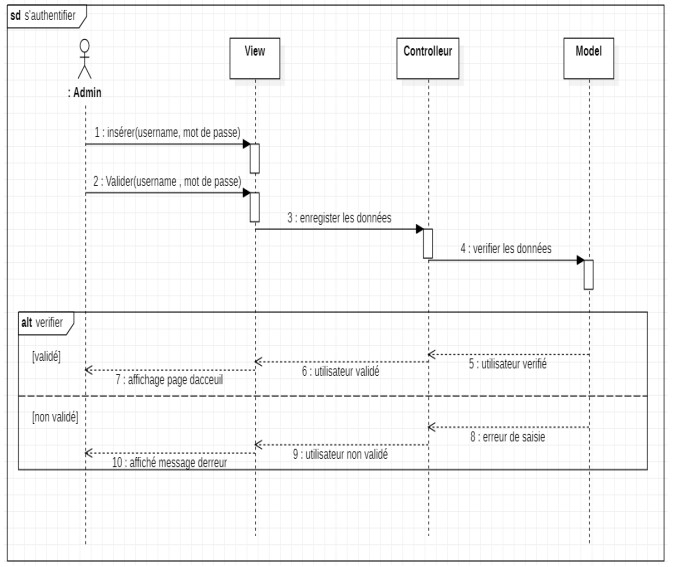 sd s'authentifier
View
Controlleur
Model
: Admin
1 : insérer(username, mot de passe)
2 : Valider(username , mot de passe)
3 : enregister les données
4 : verifier les données
alt verifier
[validé]
5 : utilisateur verifié
6 : utilisateur validé
7 : affichage page dacceuil
[non validé]
8 : erreur de saisie
9 : utilisateur non validé
10 : affiché message derreur